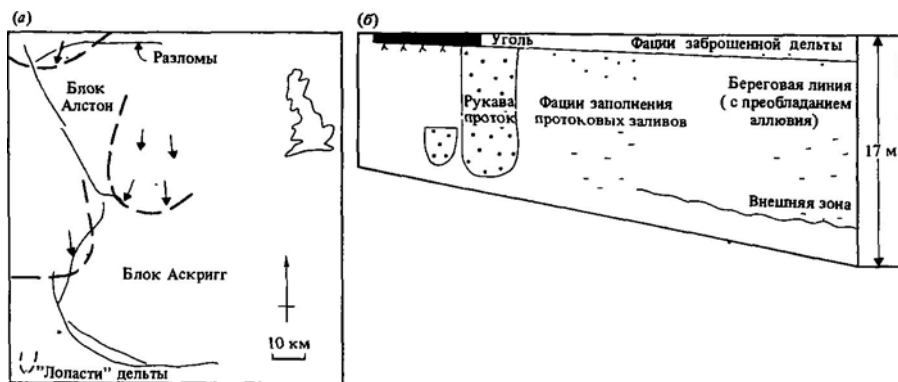 (а)
Разломы
Блок
Алстон
Блок Аскригг
10 км
"Лопасти" дельты
(б)
Уголь
Фации заброшенной дельты
Рукава
проток
Фации заполнения
протоковых заливов
Береговая линия
( с преобладанием
аллювия)
17 м
Внешняя зона